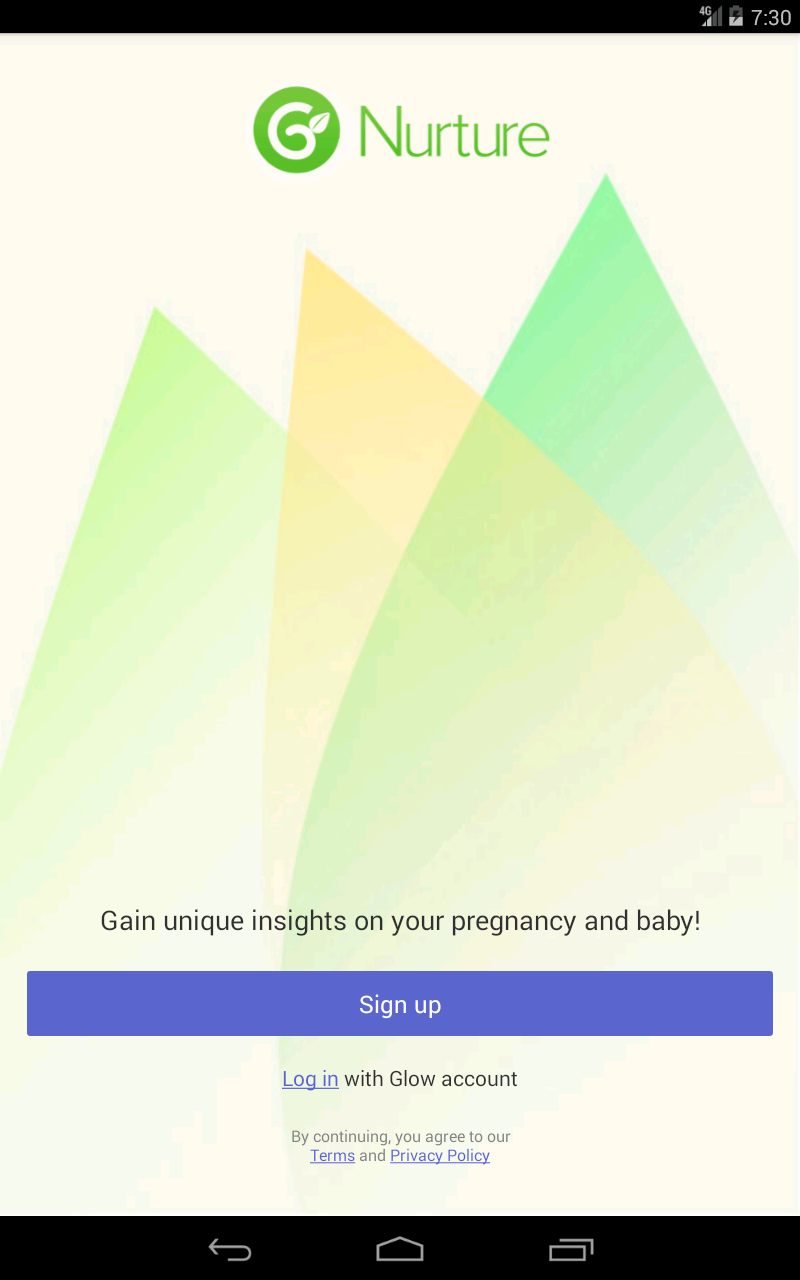 4G 7:30
Nurture
Gain unique insights on your pregnancy and baby!
Sign up
Log in with Glow account
By continuing, you agree to our
Terms and Privacy Policy